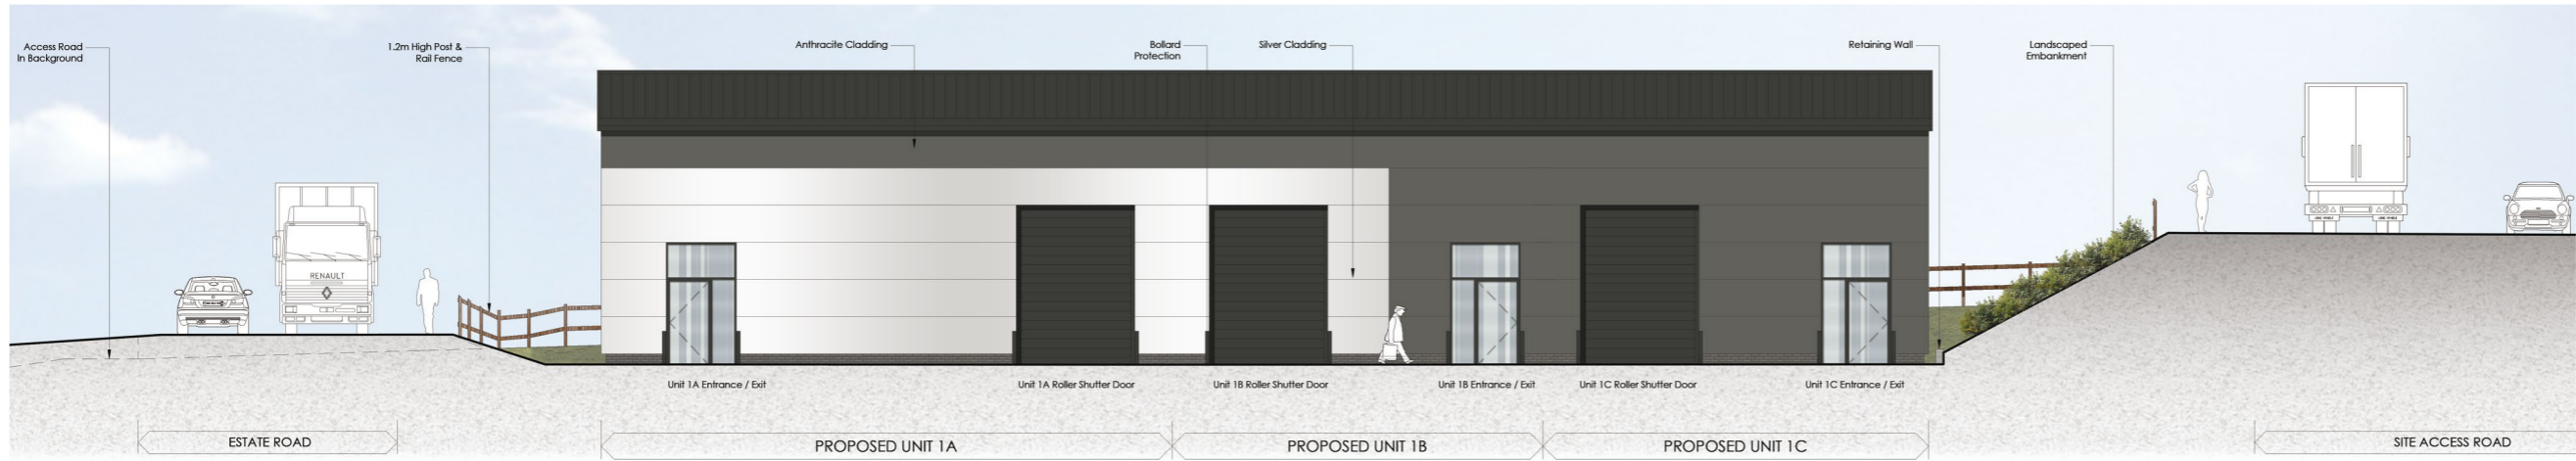 Access Road
In Background
1.2m High Post &
Rail Fence
Anthracite Cladding
Bollard
Protection
Silver Cladding
Retaining Wall
Landscaped
Embankment
RENAULT
Unit 1A Entrance / Exit
Unit 1A Roller Shutter Door
Unit 1B Roller Shutter Door
Unit 1B Entrance / Exit
Unit 1C Roller Shutter Door
Unit 1C Entrance / Exit
ESTATE ROAD
PROPOSED UNIT 1A
PROPOSED UNIT 1B
PROPOSED UNIT 1C
SITE ACCESS ROAD